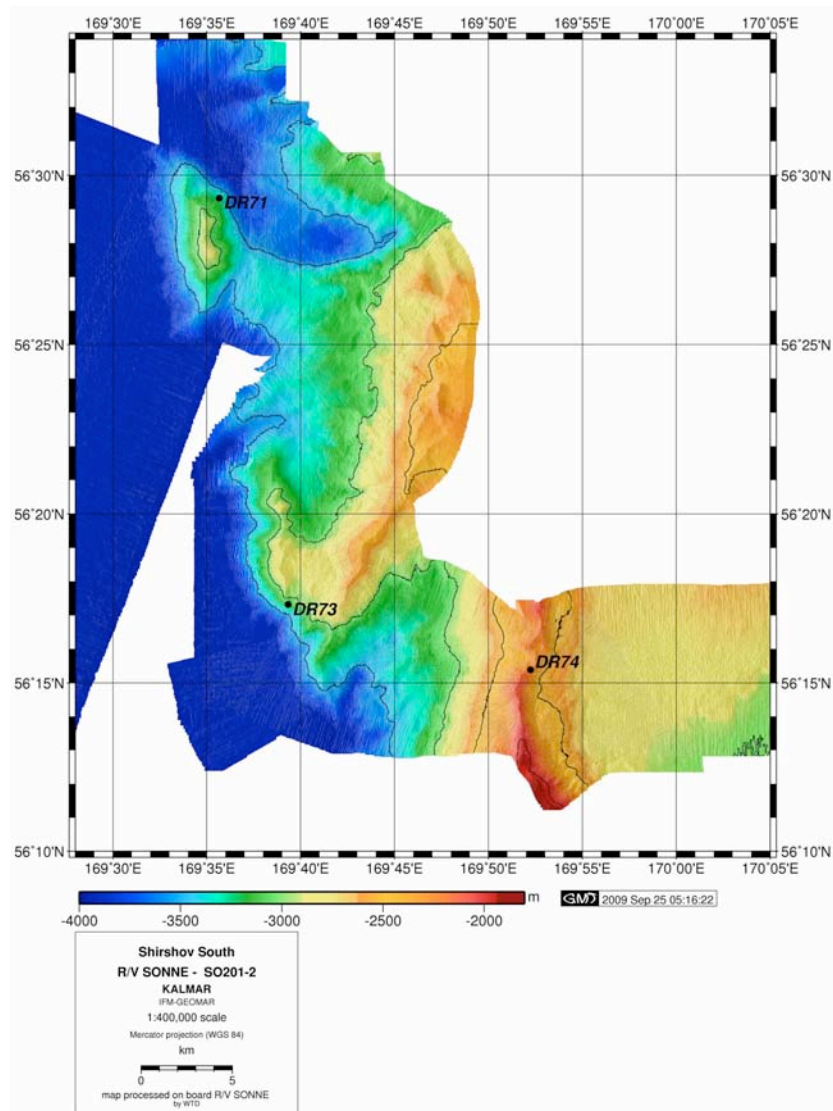 169°30'E 169°35'E 169°40'E 169°45'E 169°50'E 169°55'E 170°00'E 170°05'E
56°30'N 56°30'N
DR71
56°25'N 56°25'N
56°20'N 56°20'N
DR73
DR74
56°15'N 56°15'N
56°10'N 56°10'N
169°30'E 169°35'E 169°40'E 169°45'E 169°50'E 169°55'E 170°00'E 170°05'E
m
GMD 2009 Sep 25 05:16:22
-4000 -3500 -3000 -2500 -2000
Shirshov South
R/V SONNE - SO201-2
KALMAR
IFM-GEOMAR
1:400,000 scale
Mercator projection (WGS 84)
km
0 5
map processed on board R/V SONNE
by WTD